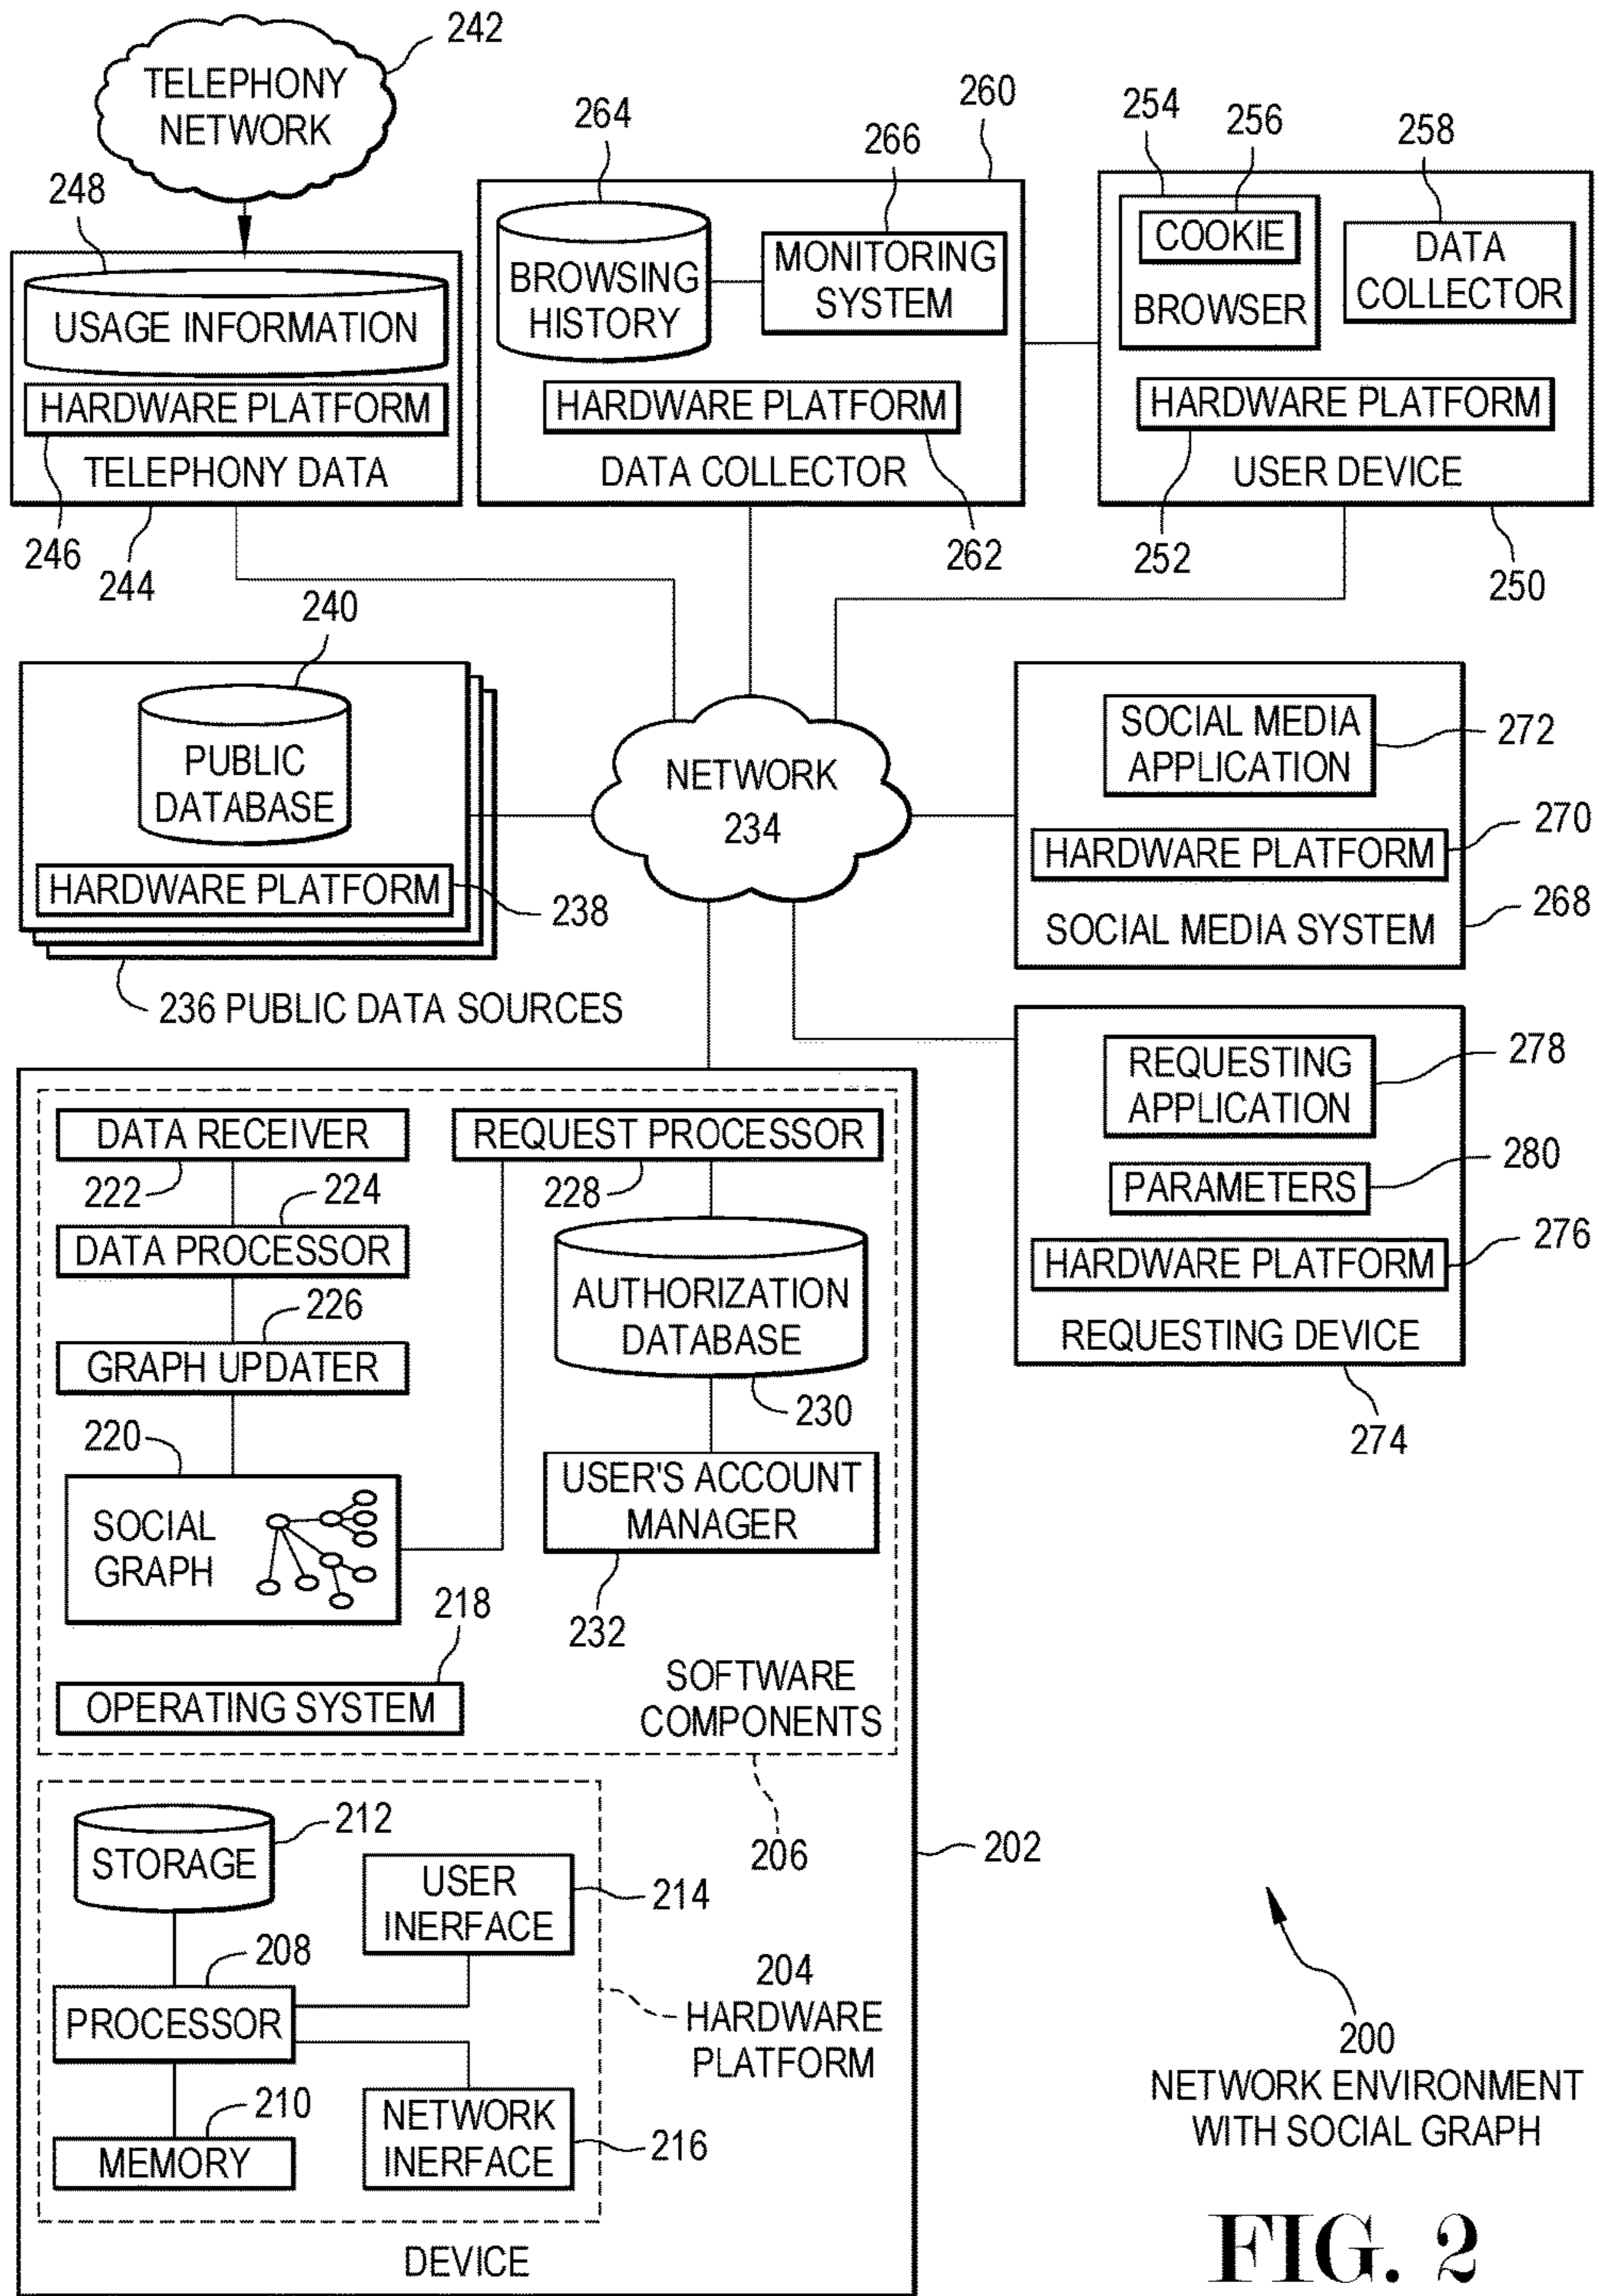 242
TELEPHONY
NETWORK
248
USAGE INFORMATION
HARDWARE PLATFORM
TELEPHONY DATA
246
244
264
260
266
BROWSING
HISTORY
MONITORING
SYSTEM
HARDWARE PLATFORM
DATA COLLECTOR
262
254
256
258
COOKIE
BROWSER
DATA
COLLECTOR
HARDWARE PLATFORM
USER DEVICE
252
250
240
PUBLIC
DATABASE
HARDWARE PLATFORM
238
236 PUBLIC DATA SOURCES
NETWORK
234
SOCIAL MEDIA
APPLICATION
272
HARDWARE PLATFORM
270
SOCIAL MEDIA SYSTEM
268
REQUESTING
APPLICATION
278
PARAMETERS
280
HARDWARE PLATFORM
276
REQUESTING DEVICE
274
DATA RECEIVER
222
224
DATA PROCESSOR
226
GRAPH UPDATER
220
SOCIAL
GRAPH
REQUEST PROCESSOR
228
AUTHORIZATION
DATABASE
230
USER'S ACCOUNT
MANAGER
232
218
OPERATING SYSTEM
SOFTWARE
COMPONENTS
206
202
STORAGE
212
USER
INERFACE
214
208
PROCESSOR
204
HARDWARE
PLATFORM
210
MEMORY
NETWORK
INERFACE
216
DEVICE
200
NETWORK ENVIRONMENT
WITH SOCIAL GRAPH
FIG. 2